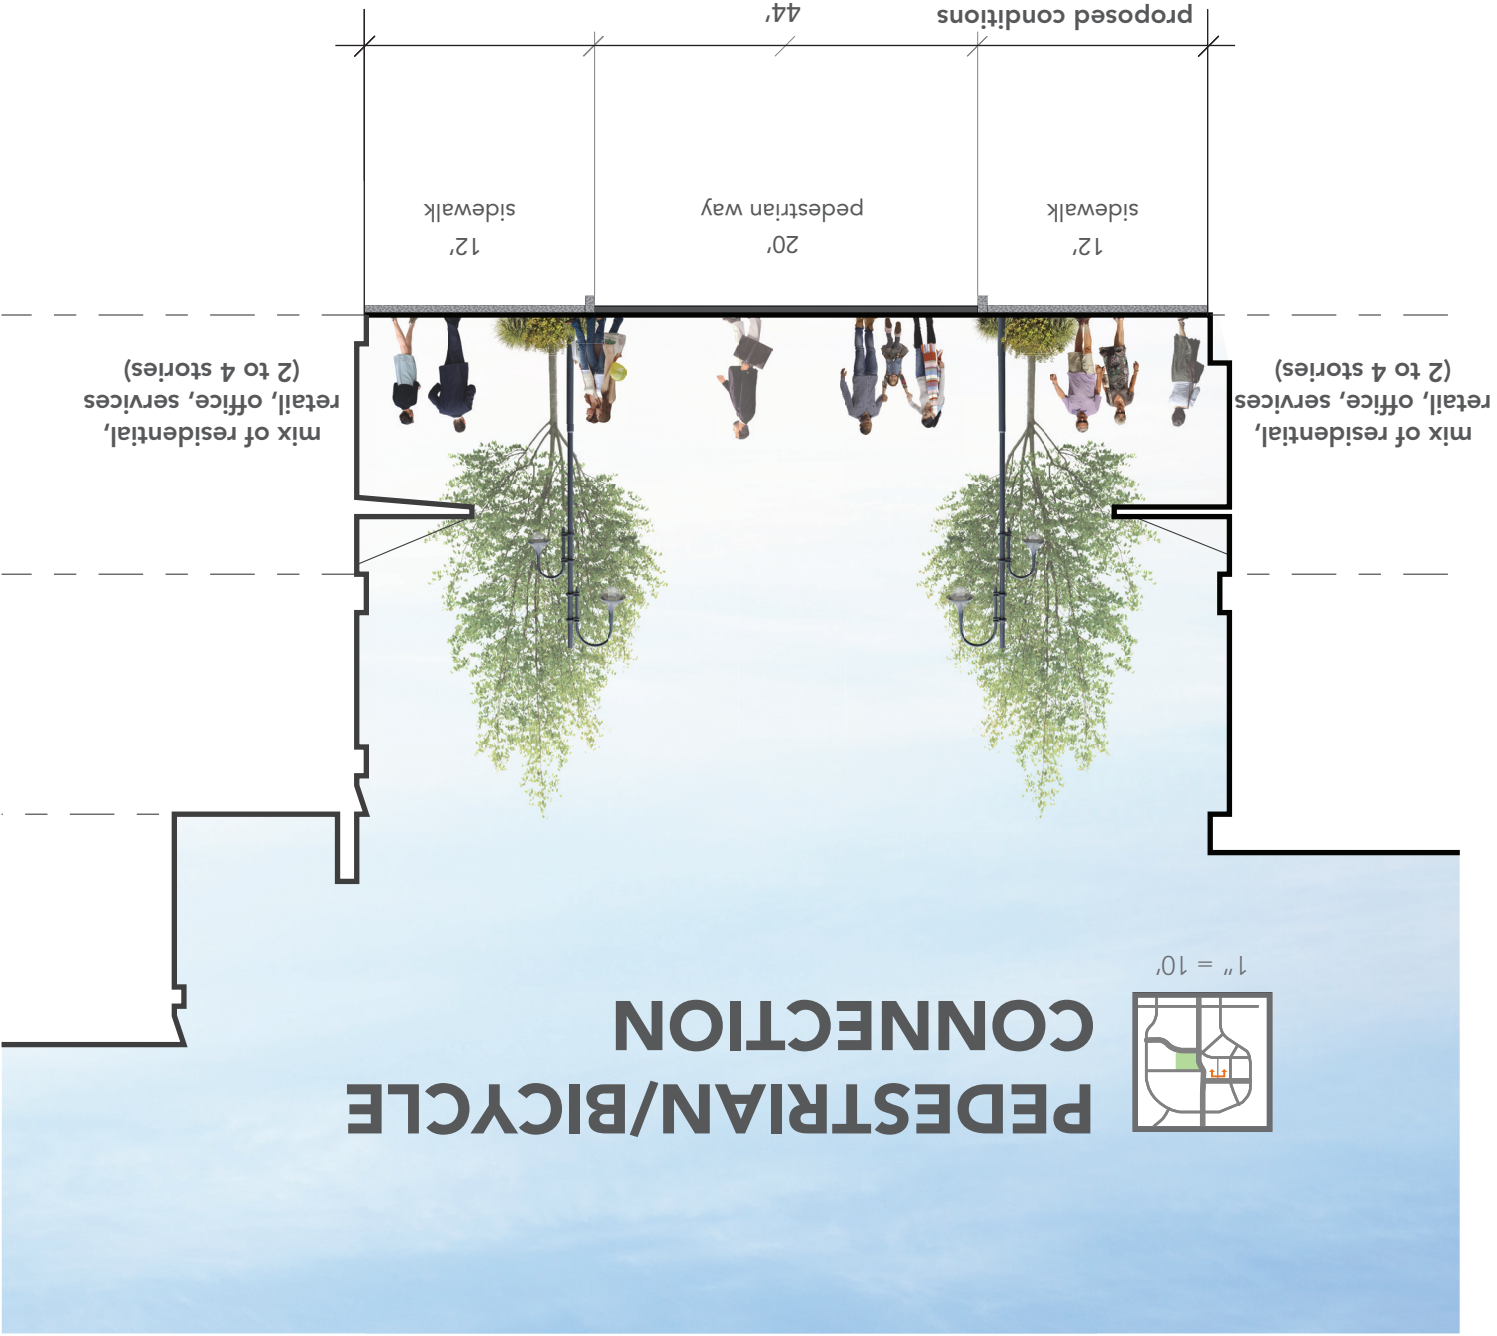 PEDESTRIAN/BICYCLE
CONNECTION
1" = 10'
mix of residential,
retail, office, services
(2 to 4 stories)
mix of residential,
retail, office, services
(2 to 4 stories)
12'
sidewalk
20'
pedestrian way
12'
sidewalk
proposed conditions
44'